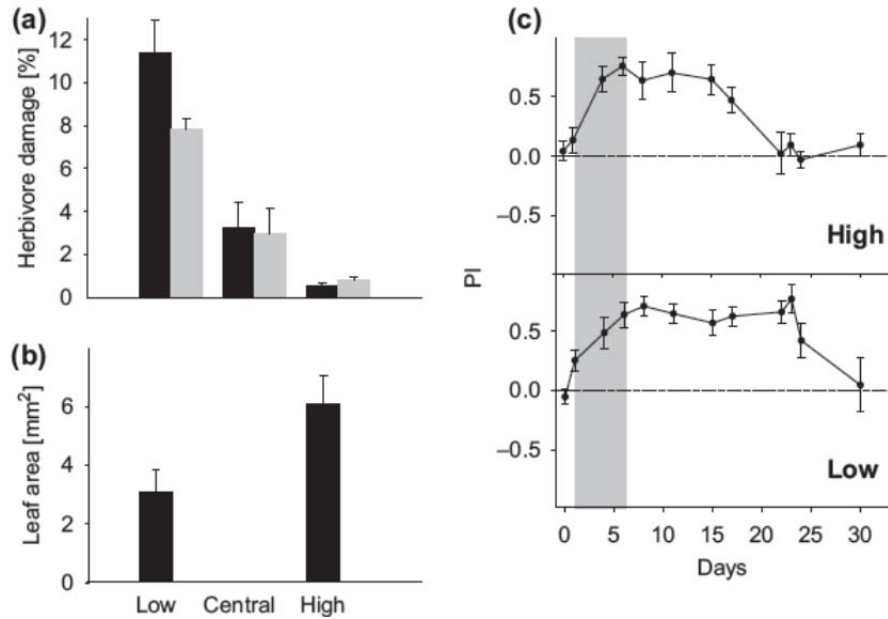 (a)
Herbivore damage [%]
12
10
8
6
4
2
0
(b)
Leaf area [mm²]
6
4
2
0
Low Central High
(c)
PI
0.5
0.0
–0.5
High
0.5
0.0
–0.5
Low
0 5 10 15 20 25 30
Days